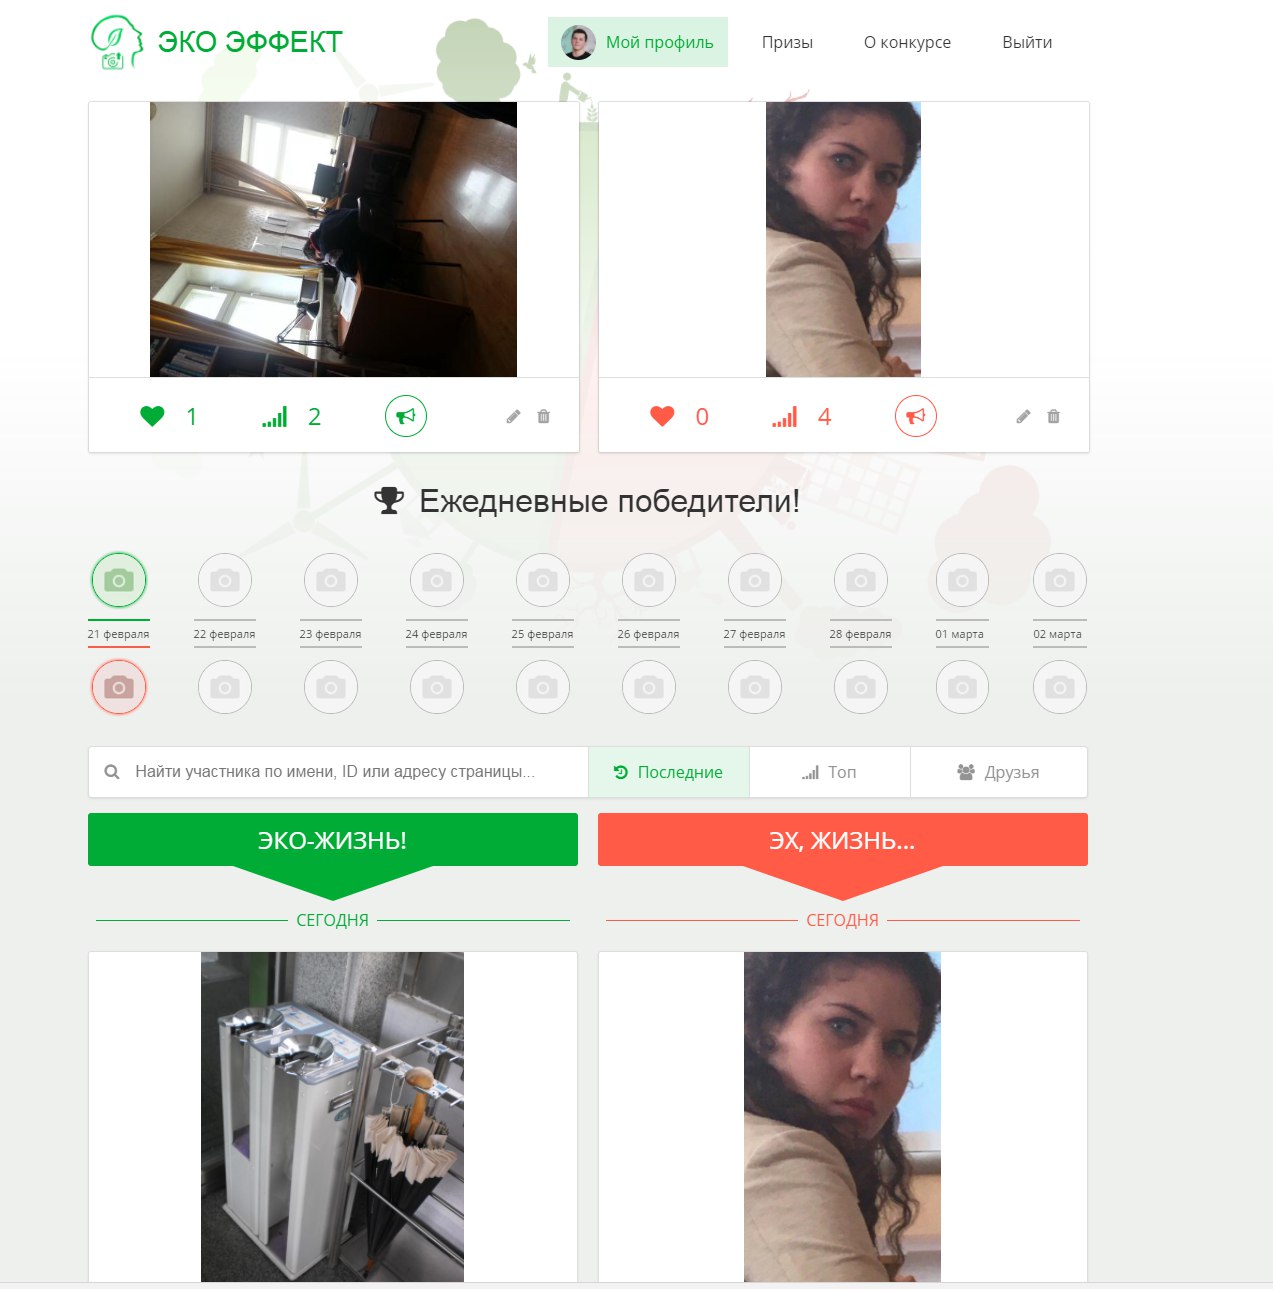 ЭКО ЭФФЕКТ
Мой профиль
Призы
О конкурсе
Выйти
1
2
0
4
Ежедневные победители!
21 февраля
22 февраля
23 февраля
24 февраля
25 февраля
26 февраля
27 февраля
28 февраля
01 марта
02 марта
Найти участника по имени, ID или адресу страницы...
Последние
Топ
Друзья
ЭКО-ЖИЗНЬ!
ЭХ, ЖИЗНЬ...
СЕГОДНЯ
СЕГОДНЯ